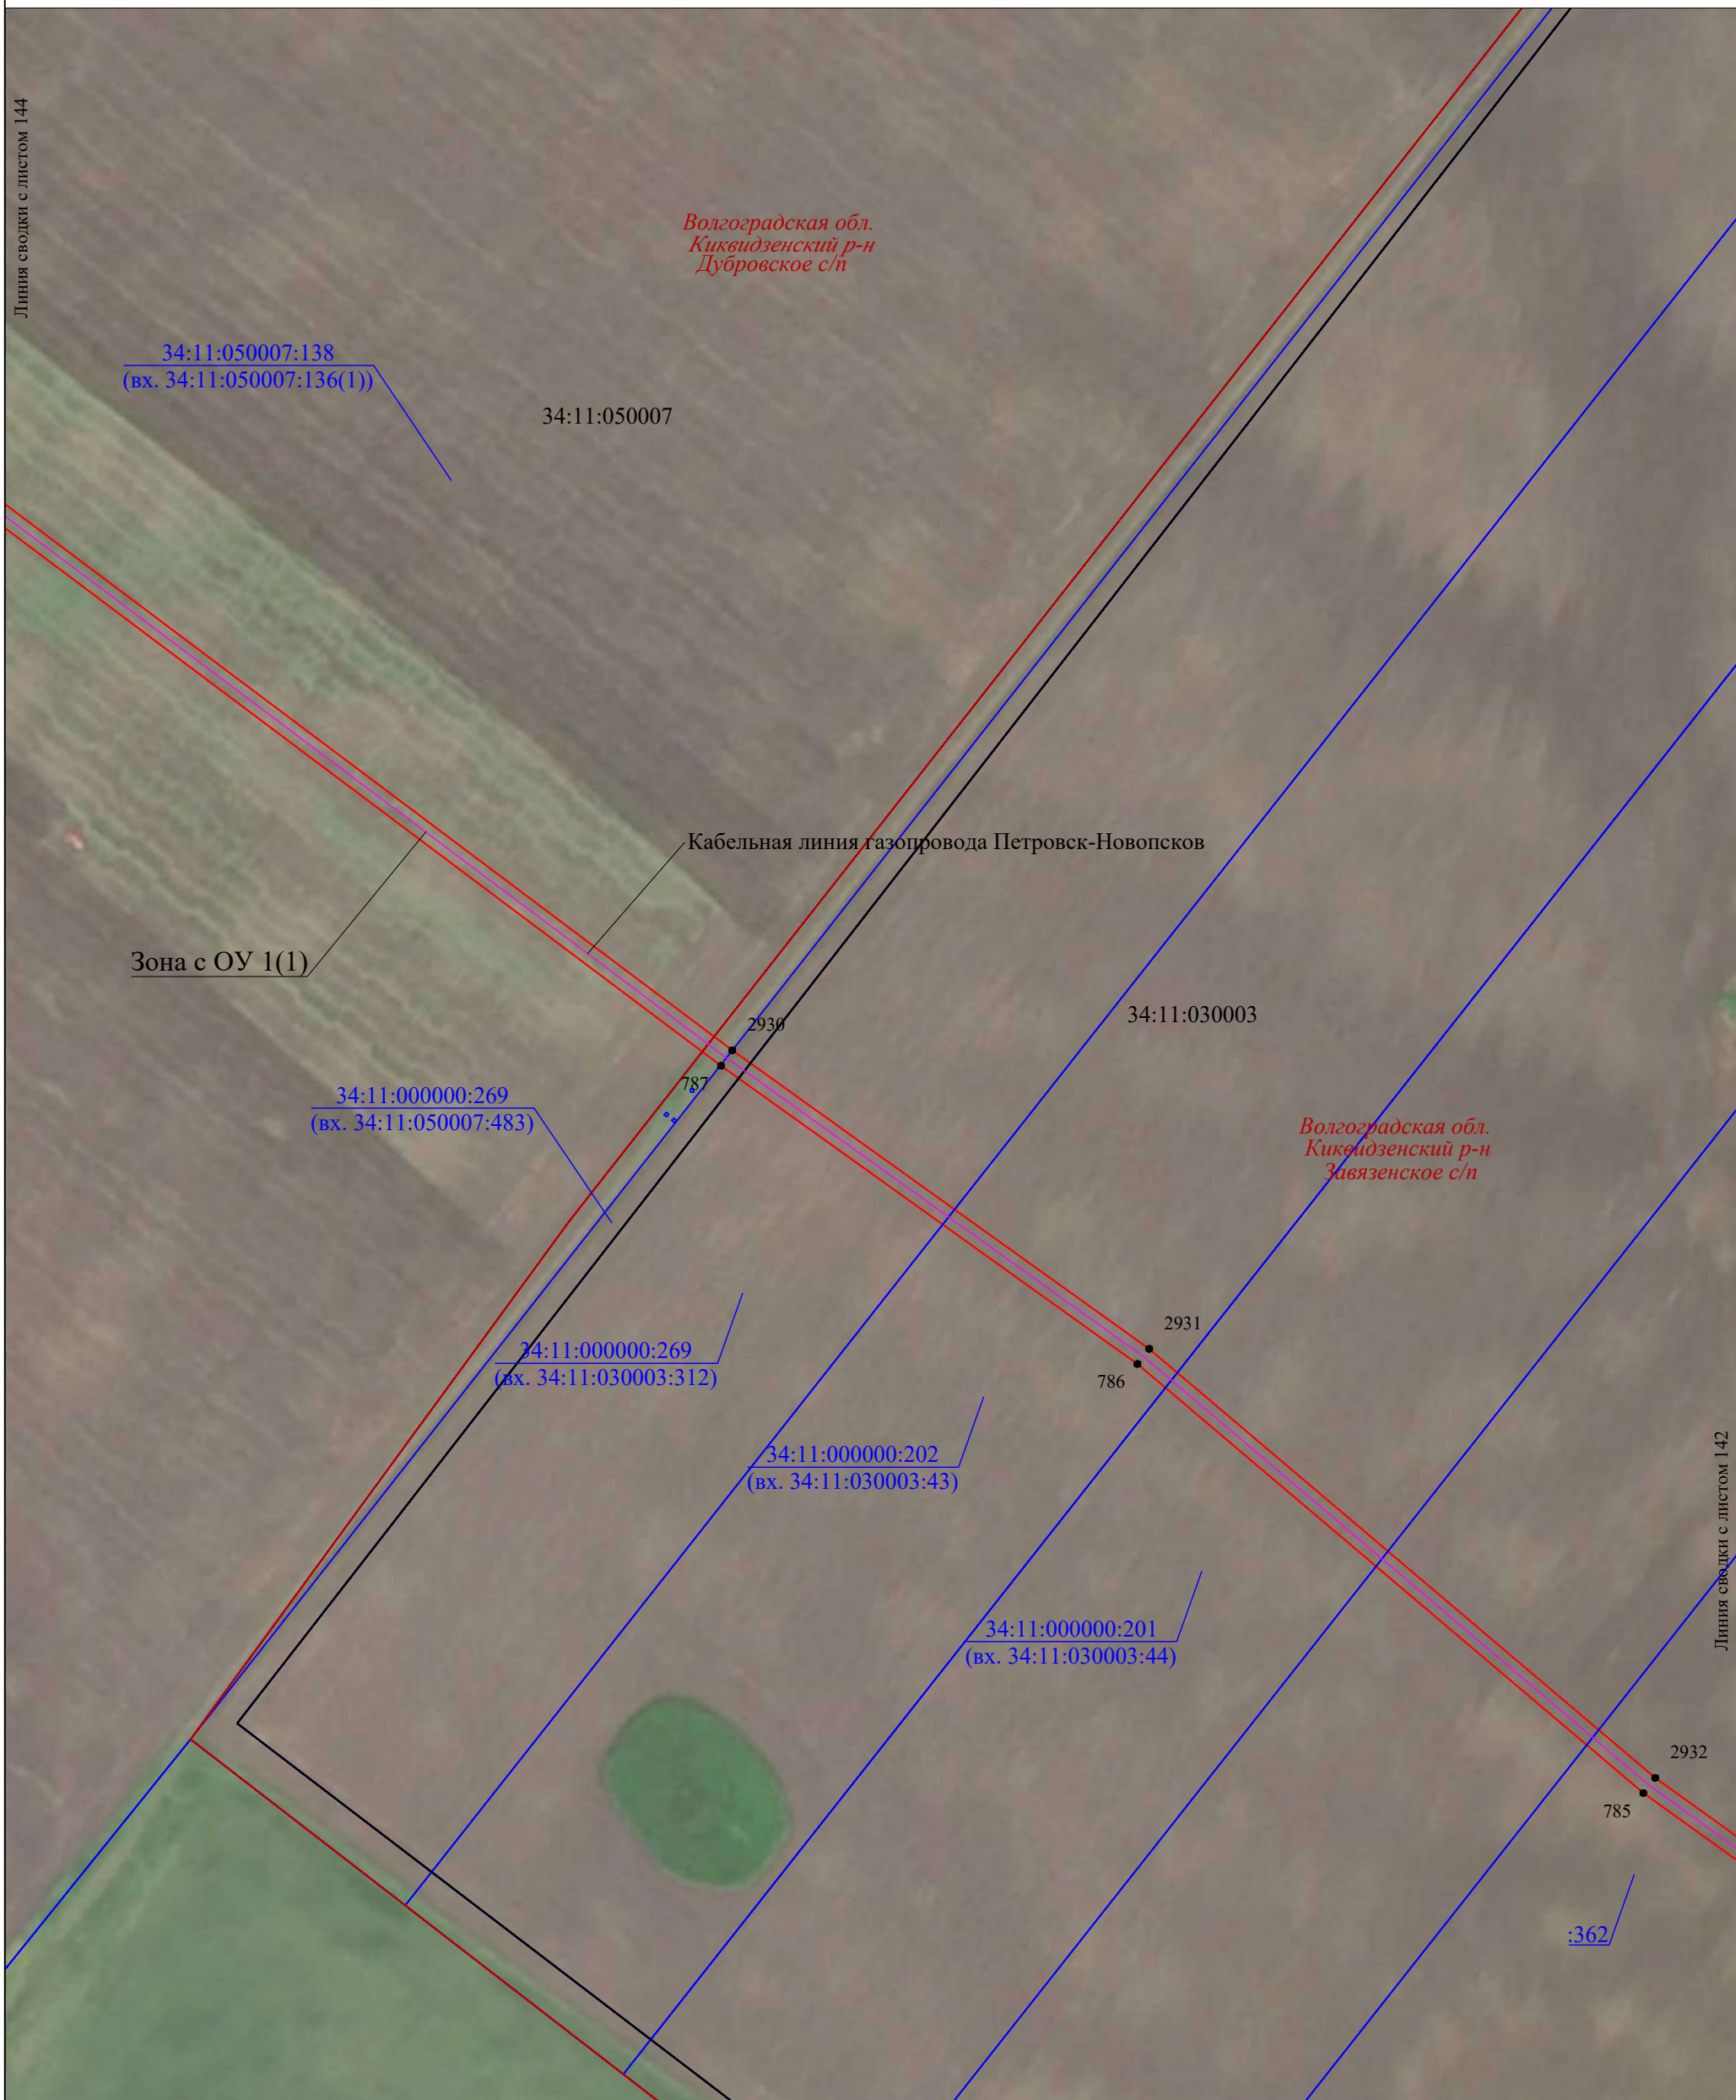 Линия сводки с листом 144
Волгоградская обл.
Киквидзенский р-н
Дубровское с/п
34:11:050007:138
(вх. 34:11:050007:136(1))
34:11:050007
Кабельная линия газопровода Петровск-Новопсков
Зона с ОУ 1(1)
34:11:030003
2930
787
34:11:000000:269
(вх. 34:11:050007:483)
Волгоградская обл.
Киквидзенский р-н
Завязенское с/п
2931
786
34:11:000000:269
(вх. 34:11:030003:312)
34:11:000000:202
(вх. 34:11:030003:43)
Линия сводки с листом 142
34:11:000000:201
(вх. 34:11:030003:44)
2932
785
:362